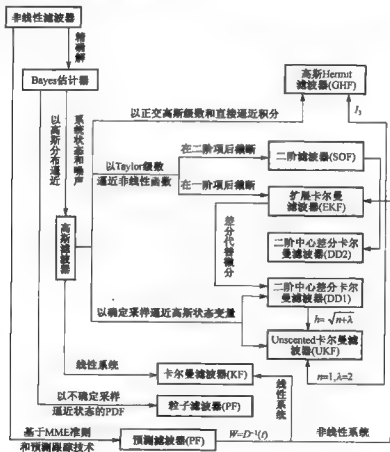 非线性滤波器
精确解
Bayes估计器
以高斯分布逼近
系统状态和噪声
高斯滤波器
高斯Hermit
滤波器(GHF)
以正交高斯级数和直接逼近积分
I₃
在二阶项后截断
二阶滤波器(SOF)
以Taylor级数
逼近非线性函数
在一阶项后截断
扩展卡尔曼
滤波器(EKF)
差分代替微分
二阶中心差分卡尔
曼滤波器(DD2)
二阶中心差分卡尔
曼滤波器(DD1)
以确定采样逼近高斯状态变量
h=√n+λ
Unscented卡尔曼滤
波器(UKF)
线性系统
卡尔曼滤波器(KF)
n=1,λ=2
以不确定采样
逼近状态的PDF
粒子滤波器(PF)
线性系统
基于MME准则
和预测跟踪技术
预测滤波器(PF)
W=D⁻¹(t)
非线性系统